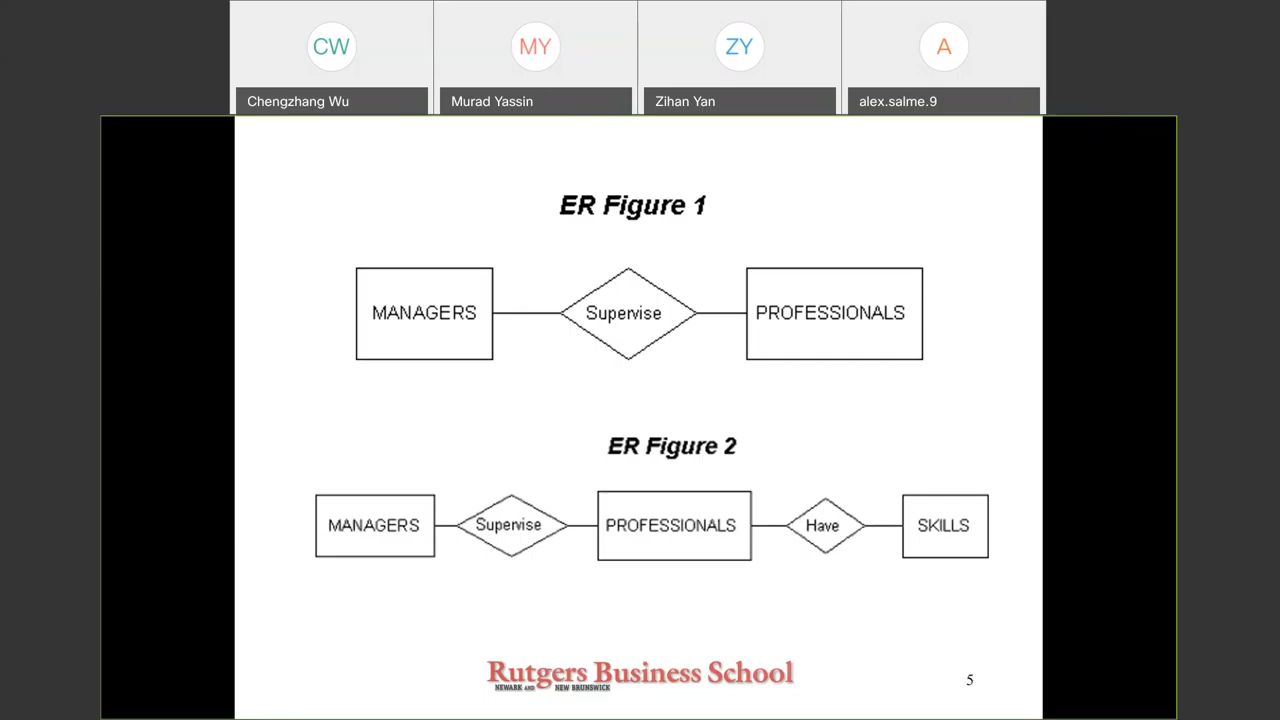 CW MY ZY A
Chengzhang Wu Murad Yassin Zihan Yan alex.salme.9
ER Figure 1
MANAGERS Supervise PROFESSIONALS
ER Figure 2
MANAGERS Supervise PROFESSIONALS Have SKILLS
Rutgers Business School
NEWARK AND NEW BRUNSWICK
5